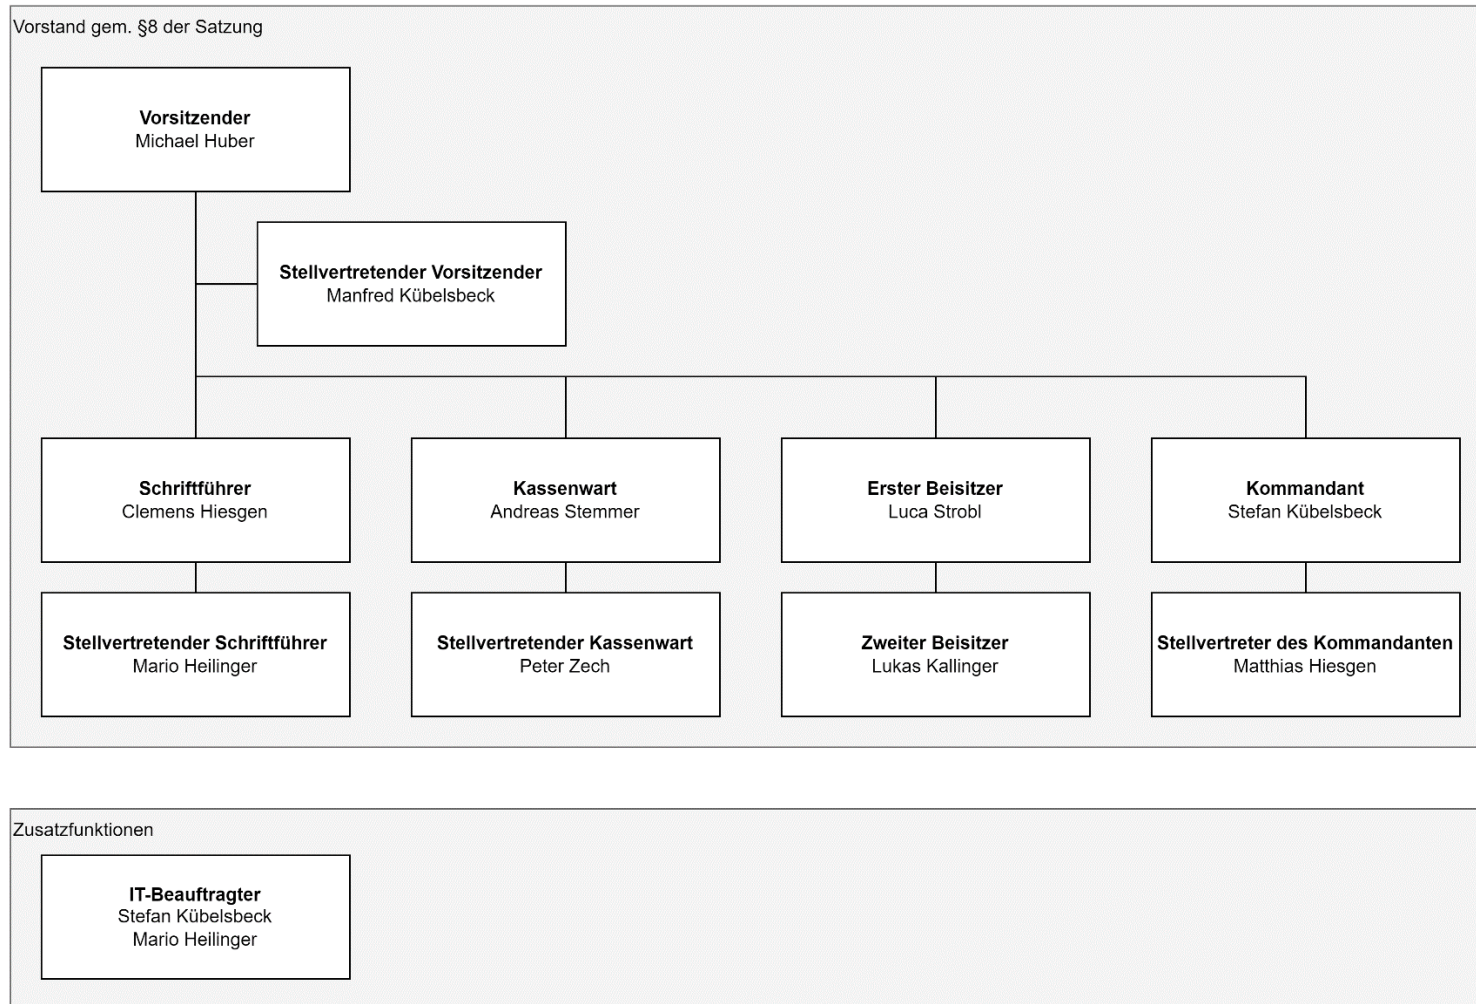 Vorstand gem. §8 der Satzung
Vorsitzender
Michael Huber
Stellvertretender Vorsitzender
Manfred Kübelsbeck
Schriftführer
Clemens Hiesgen
Kassenwart
Andreas Stemmer
Erster Beisitzer
Luca Strobl
Kommandant
Stefan Kübelsbeck
Stellvertretender Schriftführer
Mario Heilinger
Stellvertretender Kassenwart
Peter Zech
Zweiter Beisitzer
Lukas Kallinger
Stellvertreter des Kommandanten
Matthias Hiesgen
Zusatzfunktionen
IT-Beauftragter
Stefan Kübelsbeck
Mario Heilinger